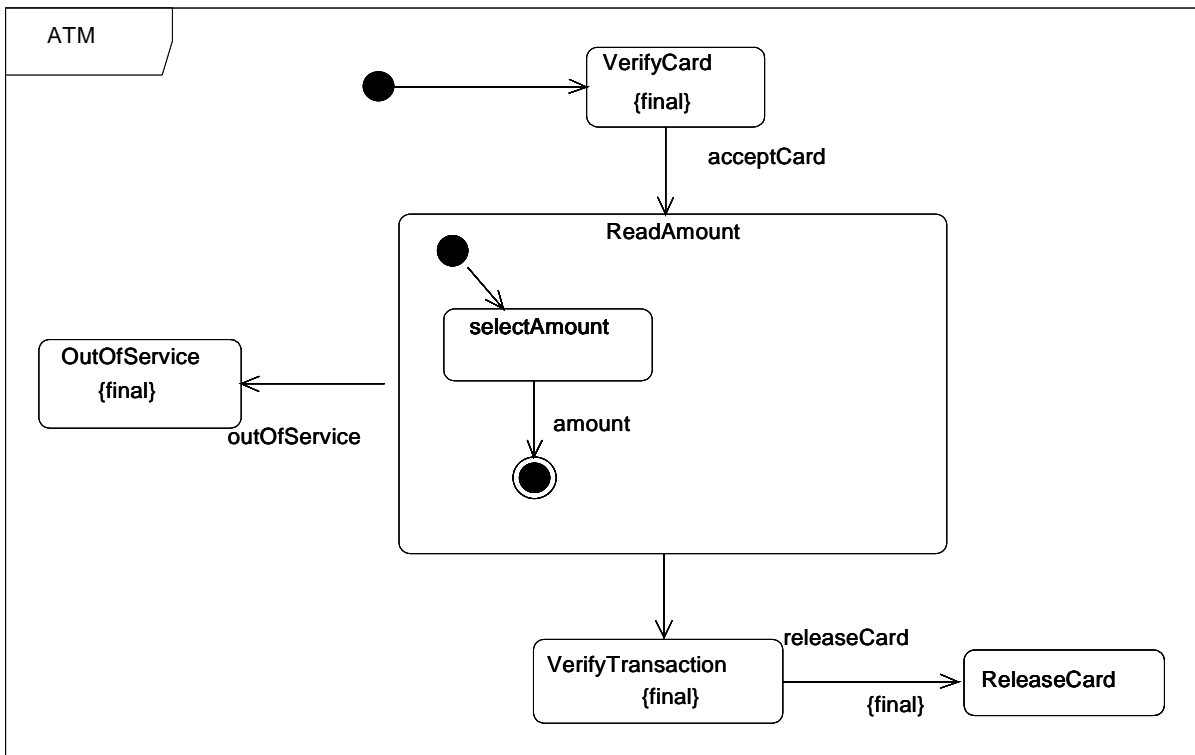 ATM
VerifyCard
{final}
acceptCard
ReadAmount
selectAmount
OutOfService
{final}
amount
outOfService
releaseCard
VerifyTransaction
{final}
ReleaseCard
{final}